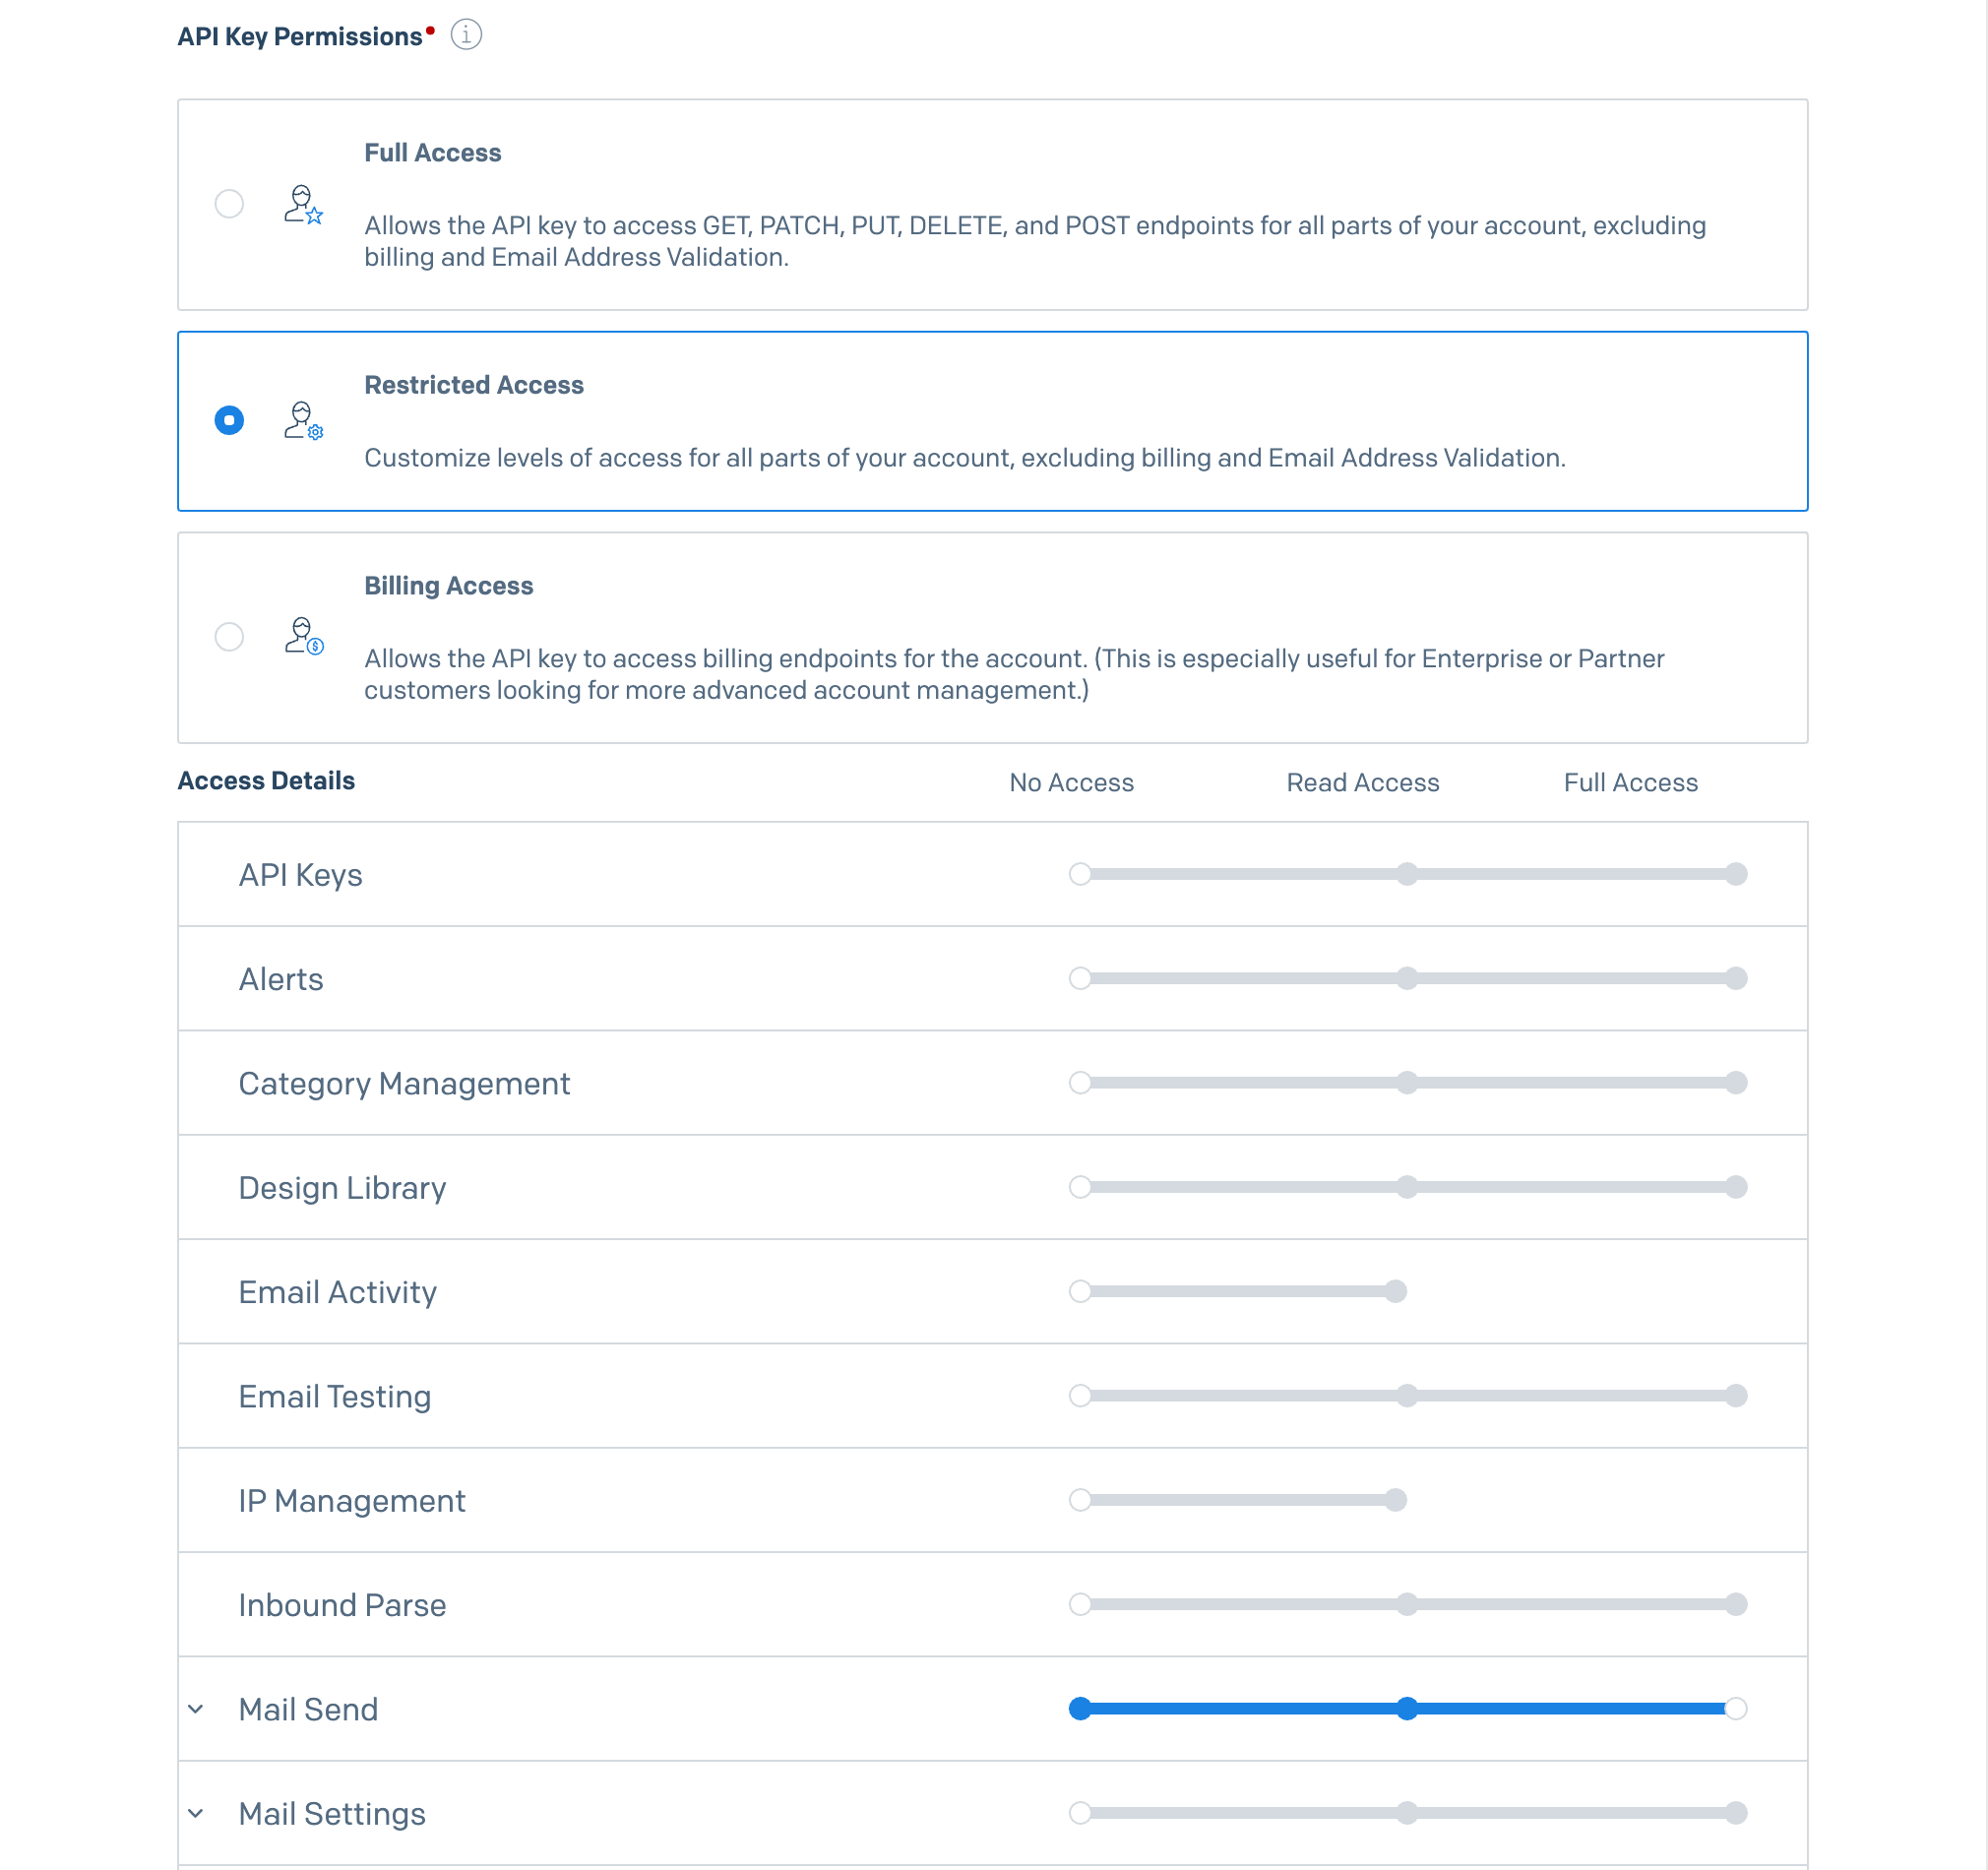 API Key Permissions
Full Access
Allows the API key to access GET, PATCH, PUT, DELETE, and POST endpoints for all parts of your account, excluding
billing and Email Address Validation.
Restricted Access
Customize levels of access for all parts of your account, excluding billing and Email Address Validation.
Billing Access
Allows the API key to access billing endpoints for the account. (This is especially useful for Enterprise or Partner
customers looking for more advanced account management.)
Access Details No Access Read Access Full Access
API Keys
Alerts
Category Management
Design Library
Email Activity
Email Testing
IP Management
Inbound Parse
Mail Send
Mail Settings